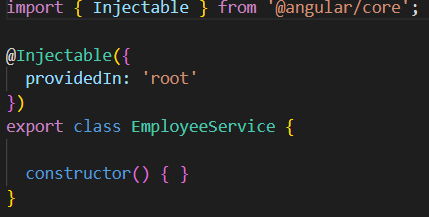 import { Injectable } from '@angular/core';
@Injectable({
  providedIn: 'root'
})
export class EmployeeService {
  constructor() { }
}